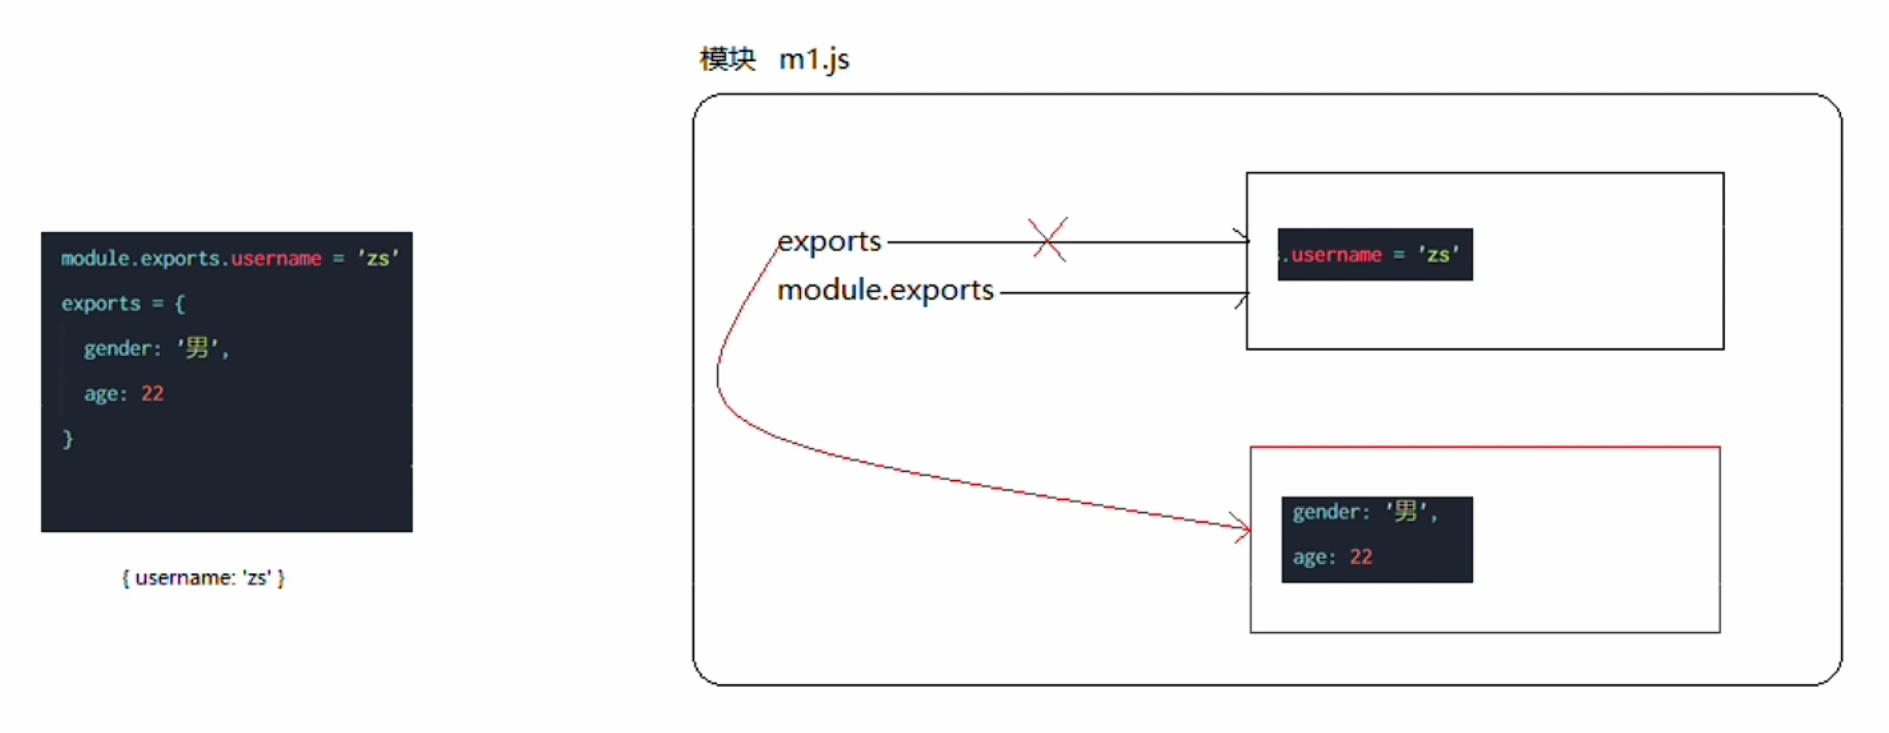 模块 m1.js
module.exports.username = 'zs'
exports = {
gender: '男',
age: 22
}
{ username: 'zs' }
exports
module.exports
.username = 'zs'
gender: '男',
age: 22